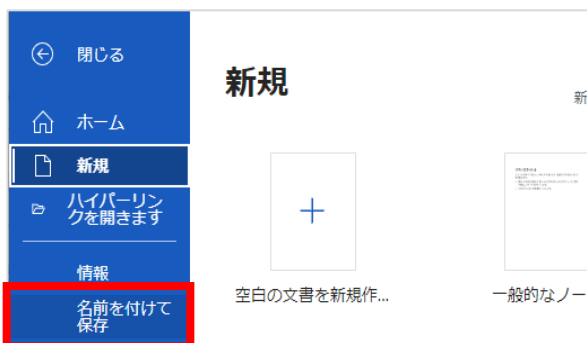 閉じる
新規
新
ホーム
新規
ハイパーリン
クを開きます
情報
空白の文書を新規作...
一般的なノー
名前を付けて
保存